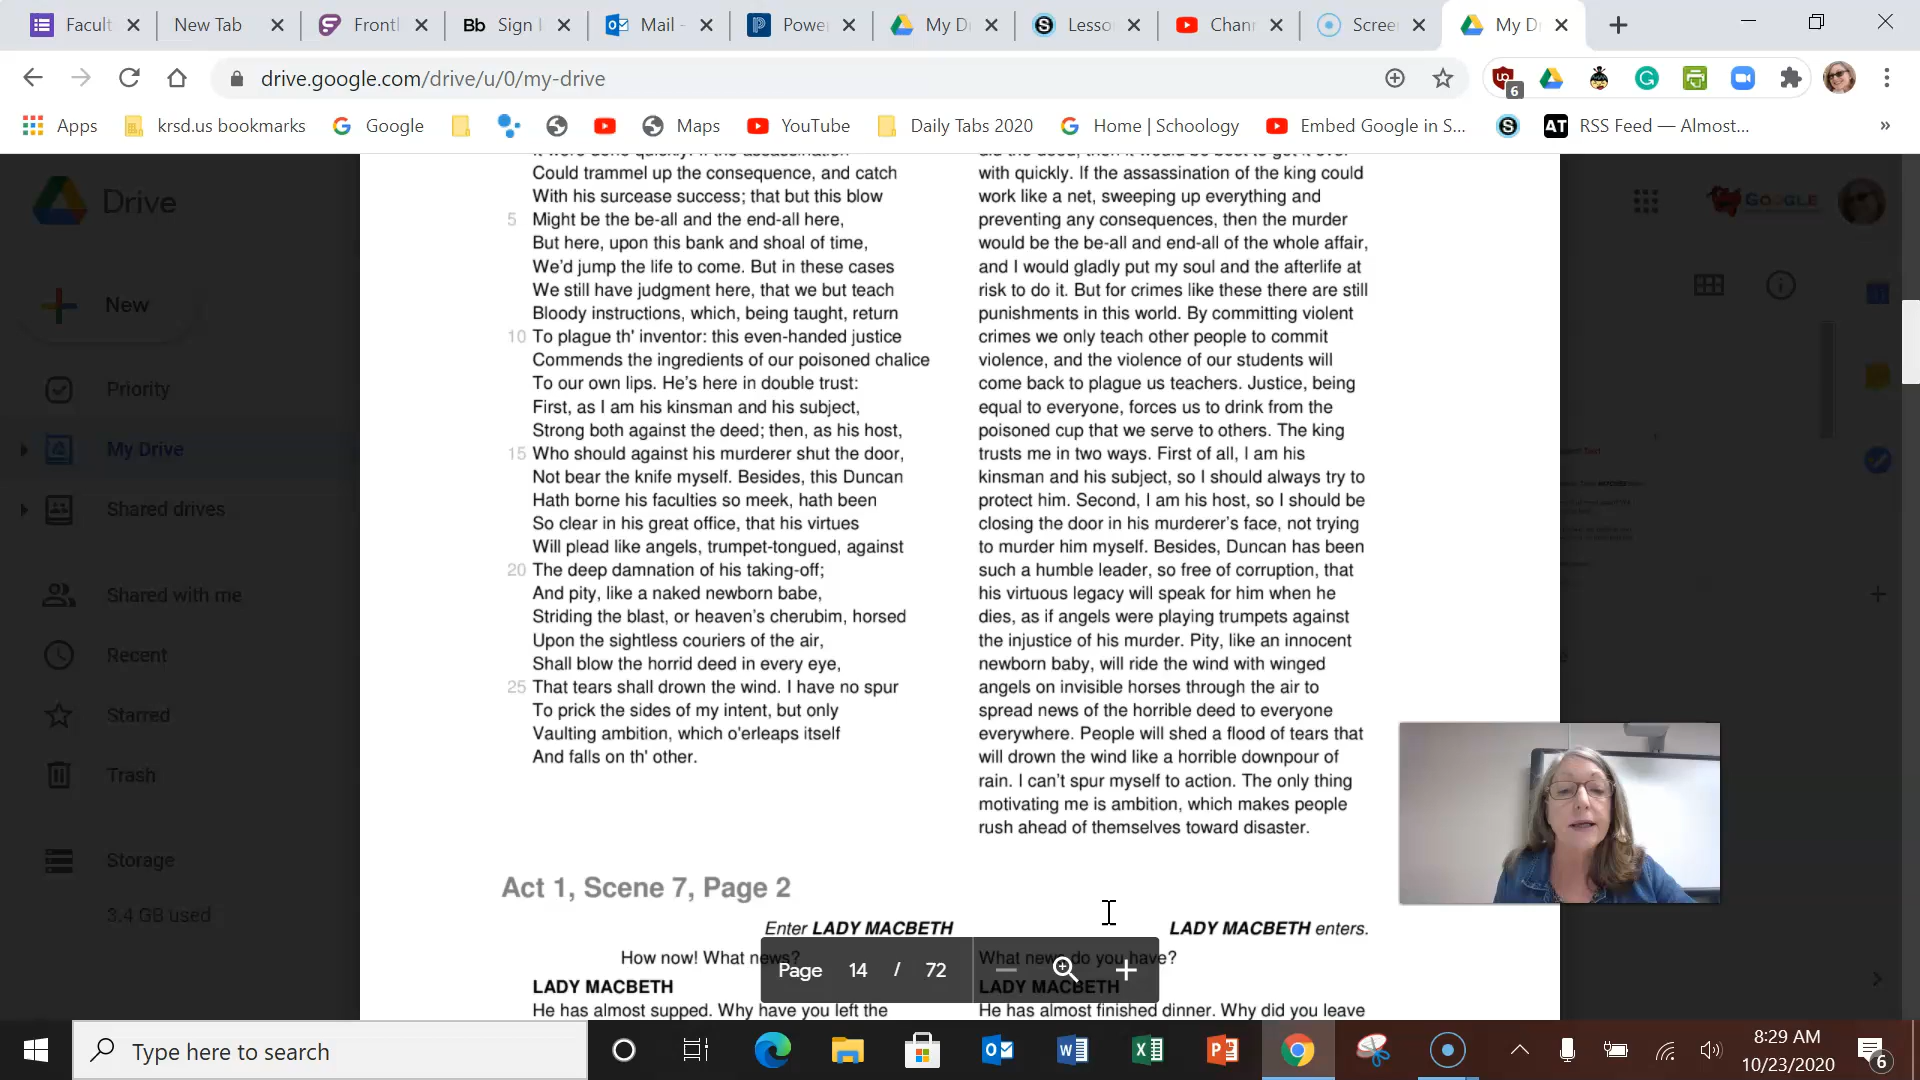 Facult
New Tab
Frontl
Bb Sign I
Mail -
Power
My Dr
Lesso
Chann
Scree
My Dr
drive.google.com/drive/u/0/my-drive
6
Apps
krsd.us bookmarks
Google
Maps
YouTube
Daily Tabs 2020
Home | Schoology
Embed Google in S...
AT RSS Feed — Almost...
»
Drive
New
Priority
My Drive
Shared drives
Shared with me
Recent
Starred
Trash
Storage
3.4 GB used
Google
Could trammel up the consequence, and catch
With his surcease success; that but this blow
5 Might be the be-all and the end-all here,
But here, upon this bank and shoal of time,
We'd jump the life to come. But in these cases
We still have judgment here, that we but teach
Bloody instructions, which, being taught, return
10 To plague th' inventor: this even-handed justice
Commends the ingredients of our poisoned chalice
To our own lips. He's here in double trust:
First, as I am his kinsman and his subject,
Strong both against the deed; then, as his host,
15 Who should against his murderer shut the door,
Not bear the knife myself. Besides, this Duncan
Hath borne his faculties so meek, hath been
So clear in his great office, that his virtues
Will plead like angels, trumpet-tongued, against
20 The deep damnation of his taking-off;
And pity, like a naked newborn babe,
Striding the blast, or heaven's cherubim, horsed
Upon the sightless couriers of the air,
Shall blow the horrid deed in every eye,
25 That tears shall drown the wind. I have no spur
To prick the sides of my intent, but only
Vaulting ambition, which o'erleaps itself
And falls on th' other.
did the deed, then it would be best to get it over
with quickly. If the assassination of the king could
work like a net, sweeping up everything and
preventing any consequences, then the murder
would be the be-all and end-all of the whole affair,
and I would gladly put my soul and the afterlife at
risk to do it. But for crimes like these there are still
punishments in this world. By committing violent
crimes we only teach other people to commit
violence, and the violence of our students will
come back to plague us teachers. Justice, being
equal to everyone, forces us to drink from the
poisoned cup that we serve to others. The king
trusts me in two ways. First of all, I am his
kinsman and his subject, so I should always try to
protect him. Second, I am his host, so I should be
closing the door in his murderer's face, not trying
to murder him myself. Besides, Duncan has been
such a humble leader, so free of corruption, that
his virtuous legacy will speak for him when he
dies, as if angels were playing trumpets against
the injustice of his murder. Pity, like an innocent
newborn baby, will ride the wind with winged
angels on invisible horses through the air to
spread news of the horrible deed to everyone
everywhere. People will shed a flood of tears that
will drown the wind like a horrible downpour of
rain. I can't spur myself to action. The only thing
motivating me is ambition, which makes people
rush ahead of themselves toward disaster.
Act 1, Scene 7, Page 2
Enter LADY MACBETH
LADY MACBETH enters.
How now! What news?
What news do you have?
Page 14 / 72
LADY MACBETH
LADY MACBETH
He has almost supped. Why have you left the
He has almost finished dinner. Why did you leave
Type here to search
8:29 AM
10/23/2020
6